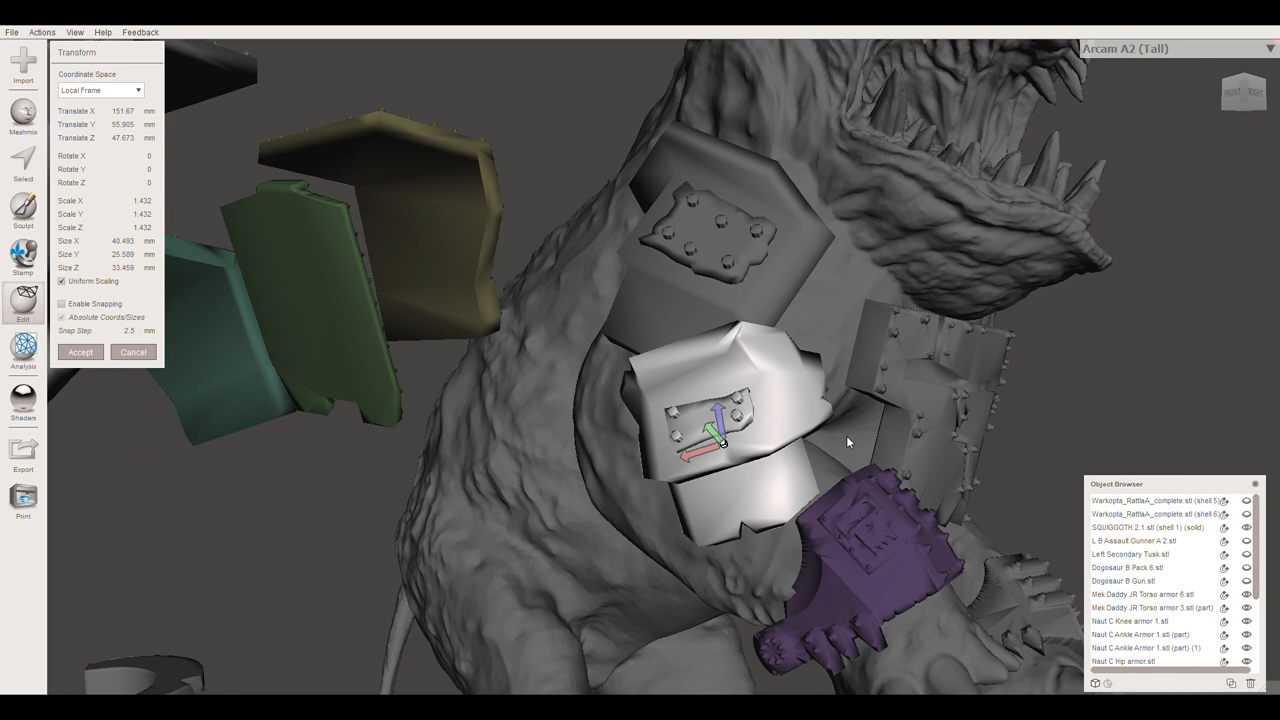 File Actions View Help Feedback
Import
Meshmix
Select
Sculpt
Stamp
Edit
Analysis
Shaders
Export
Print
Transform
Coordinate Space
Local Frame
Translate X 151.67 mm
Translate Y 55.905 mm
Translate Z 47.673 mm
Rotate X 0
Rotate Y 0
Rotate Z 0
Scale X 1.432
Scale Y 1.432
Scale Z 1.432
Size X 40.493 mm
Size Y 25.589 mm
Size Z 33.459 mm
Uniform Scaling
Enable Snapping
Absolute Coords/Sizes
Snap Step 2.5 mm
Accept Cancel
Arcam A2 (Tall)
FRONT RIGHT
Object Browser
Warkopta_RattlaA_complete.stl (shell 5)
Warkopta_RattlaA_complete.stl (shell 6)
SQUIGGOTH 2.1.stl (shell 1) (solid)
L B Assault Gunner A 2.stl
Left Secondary Tusk.stl
Dogosaur B Pack 6.stl
Dogosaur B Gun.stl
Mek Daddy JR Torso armor 6.stl
Mek Daddy JR Torso armor 3.stl (part)
Naut C Knee armor 1.stl
Naut C Ankle Armor 1.stl (part)
Naut C Ankle Armor 1.stl (part) (1)
Naut C Hip armor.stl